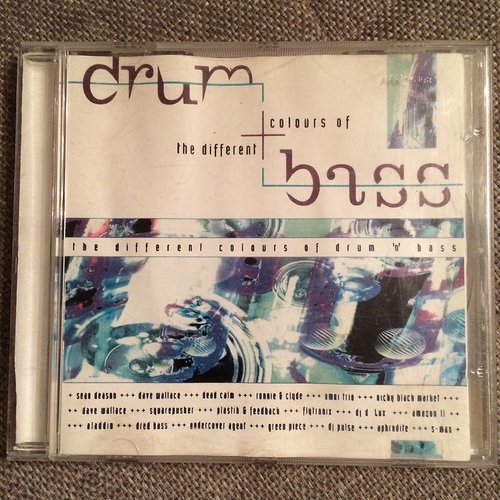 drum
colours of
the different
bass
the different colours of drum 'n' bass
sean deason +++ dave wallace +++ dead calm +++ ronnie & clyde +++ omni trio +++ nicky black market +++
+++ dave wallace +++ squarepusher +++ plastik & feedback +++ flytronix +++ dj d Lux +++ amazon II +++
+++ aladdin +++ dred bass +++ undercover agent +++ green piece +++ dj pulse +++ aphrodite +++ s-man +